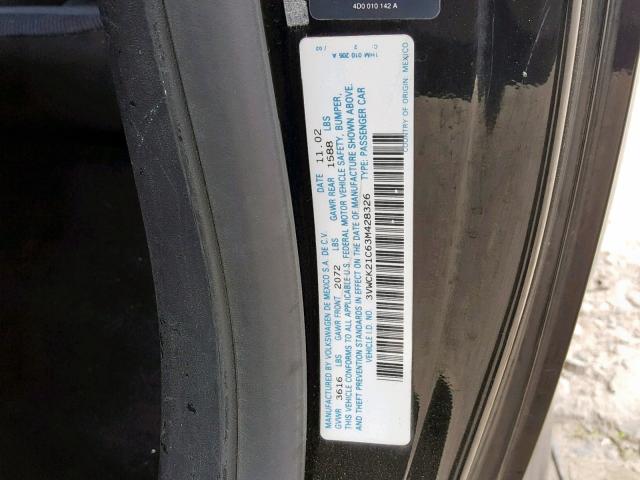 4D0 010 142 A
1HM 010 205 A C 2 / 02
MANUFACTURED BY VOLKSWAGEN DE MEXICO S.A. DE C.V. DATE 11.02
GVWR 3616 LBS GAWR FRONT 2072 LBS GAWR REAR 1588 LBS
THIS VEHICLE CONFORMS TO ALL APPLICABLE U.S. FEDERAL MOTOR VEHICLE SAFETY, BUMPER,
AND THEFT PREVENTION STANDARDS IN EFFECT ON THE DATE OF MANUFACTURE SHOWN ABOVE.
VEHICLE I.D. NO. 3VWCK21C63M428326 TYPE: PASSENGER CAR
COUNTRY OF ORIGIN: MEXICO